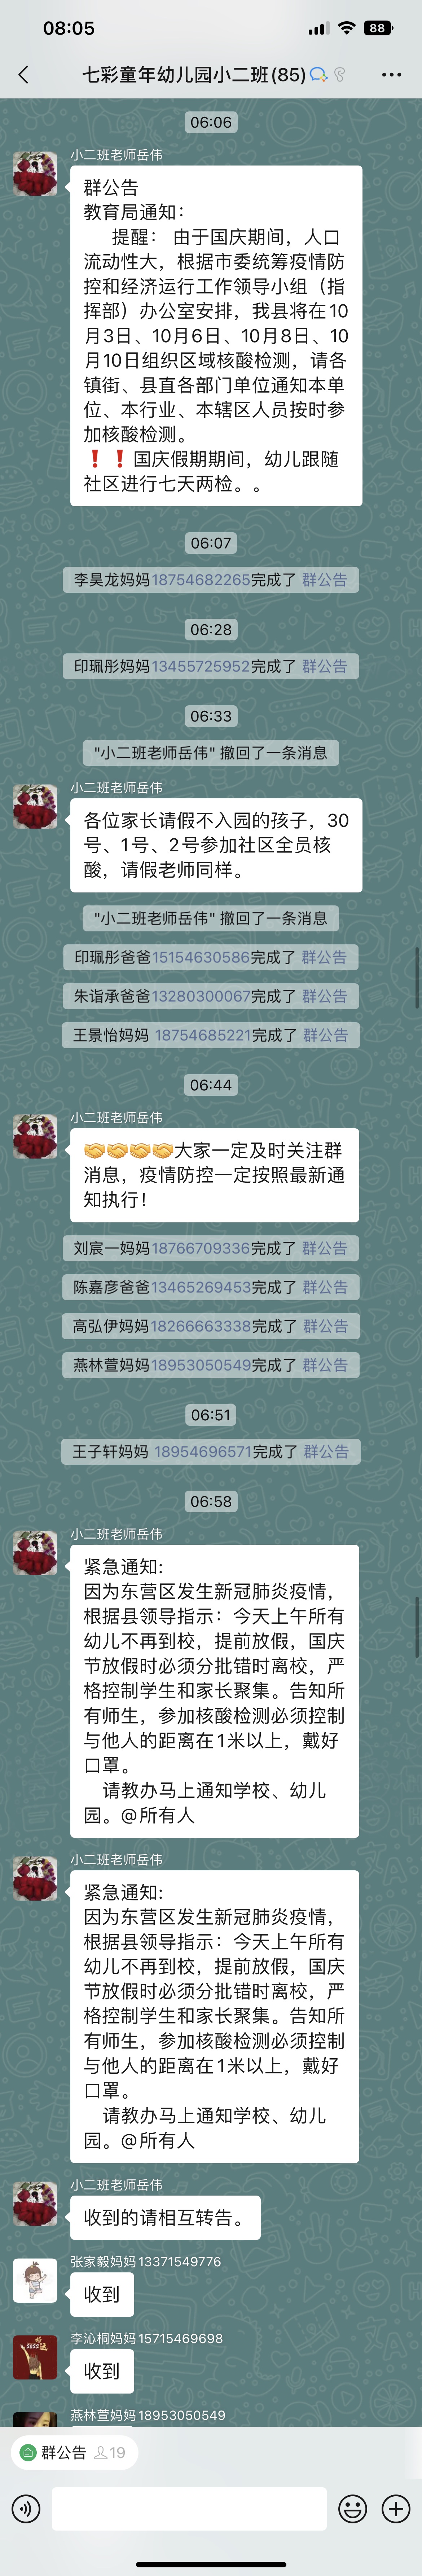 08:05
88
七彩童年幼儿园小二班(85)
06:06
小二班老师岳伟
群公告
教育局通知：
提醒： 由于国庆期间，人口
流动性大，根据市委统筹疫情防
控和经济运行工作领导小组（指
挥部）办公室安排，我县将在10
月3日、10月6日、10月8日、10
月10日组织区域核酸检测，请各
镇街、县直各部门单位通知本单
位、本行业、本辖区人员按时参
加核酸检测。
❗❗国庆假期期间，幼儿跟随
社区进行七天两检。。
06:07
李昊龙妈妈18754682265完成了 群公告
06:28
印珮彤妈妈13455725952完成了 群公告
06:33
"小二班老师岳伟" 撤回了一条消息
小二班老师岳伟
各位家长请假不入园的孩子，30
号、1号、2号参加社区全员核
酸，请假老师同样。
"小二班老师岳伟" 撤回了一条消息
印珮彤爸爸15154630586完成了 群公告
朱诣承爸爸13280300067完成了 群公告
王景怡妈妈 18754685221完成了 群公告
06:44
小二班老师岳伟
🤝🤝🤝🤝大家一定及时关注群
消息，疫情防控一定按照最新通
知执行！
刘宸一妈妈18766709336完成了 群公告
陈嘉彦爸爸13465269453完成了 群公告
高弘伊妈妈18266663338完成了 群公告
燕林萱妈妈18953050549完成了 群公告
06:51
王子轩妈妈 18954696571完成了 群公告
06:58
小二班老师岳伟
紧急通知:
因为东营区发生新冠肺炎疫情，
根据县领导指示：今天上午所有
幼儿不再到校，提前放假，国庆
节放假时必须分批错时离校，严
格控制学生和家长聚集。告知所
有师生，参加核酸检测必须控制
与他人的距离在1米以上，戴好
口罩。
请教办马上通知学校、幼儿
园。@所有人
小二班老师岳伟
紧急通知:
因为东营区发生新冠肺炎疫情，
根据县领导指示：今天上午所有
幼儿不再到校，提前放假，国庆
节放假时必须分批错时离校，严
格控制学生和家长聚集。告知所
有师生，参加核酸检测必须控制
与他人的距离在1米以上，戴好
口罩。
请教办马上通知学校、幼儿
园。@所有人
小二班老师岳伟
收到的请相互转告。
张家毅妈妈13371549776
收到
李沁桐妈妈15715469698
收到
燕林萱妈妈18953050549
群公告 19